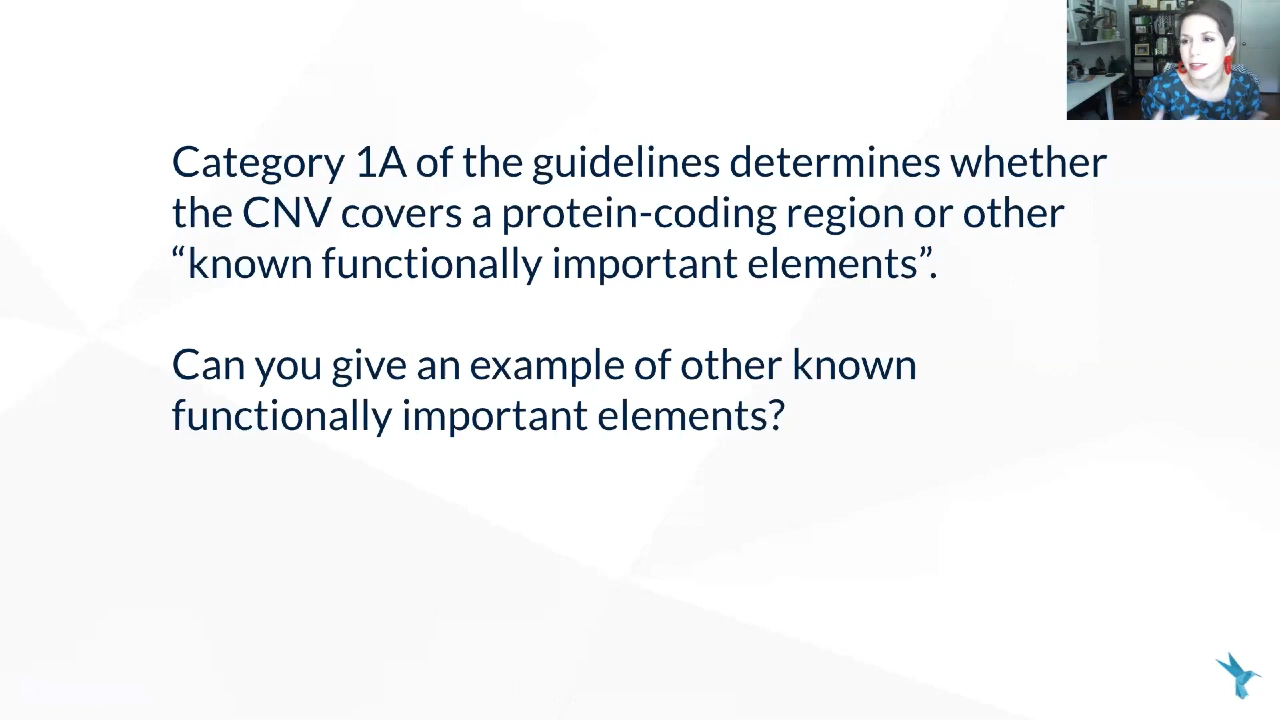 Category 1A of the guidelines determines whether
the CNV covers a protein-coding region or other
“known functionally important elements”.
Can you give an example of other known
functionally important elements?